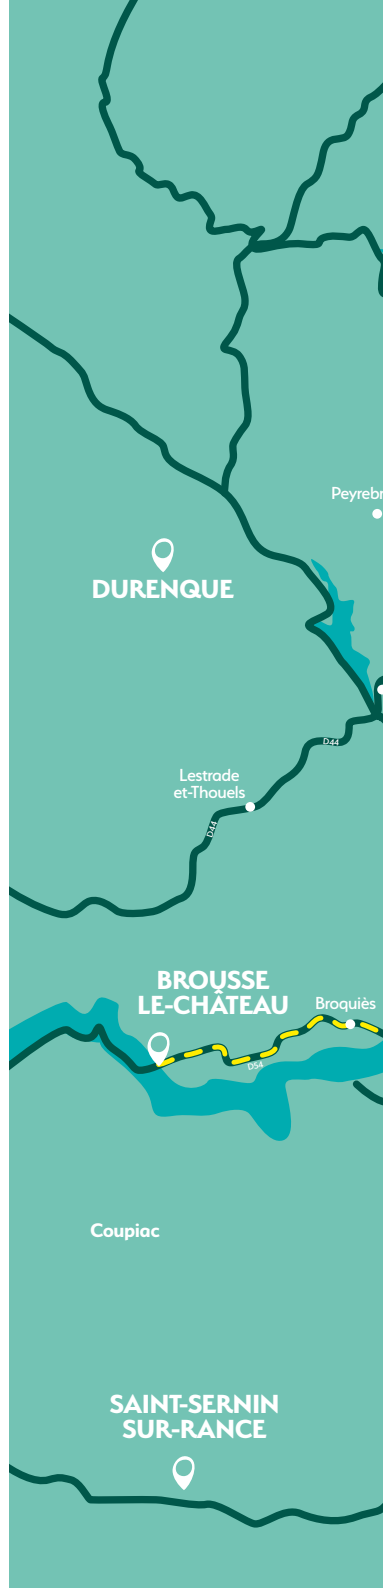 Peyrebr
DURENQUE
D44
Lestrade
et-Thouels
D44
BROUSSE
LE-CHÂTEAU
Broquiès
D54
Coupiac
SAINT-SERNIN
SUR-RANCE